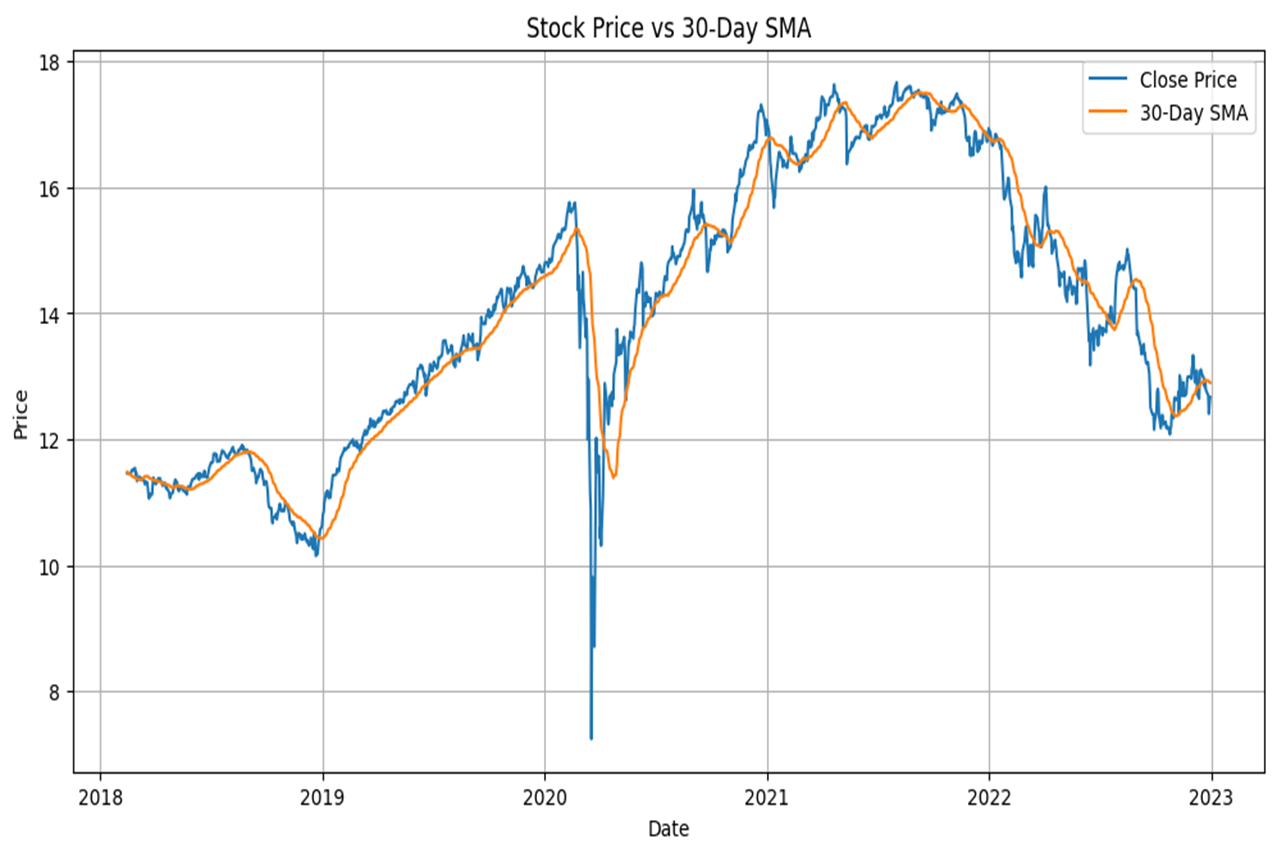 Stock Price vs 30-Day SMA
Close Price
30-Day SMA
18
16
14
12
10
8
Price
2018 2019 2020 2021 2022 2023
Date